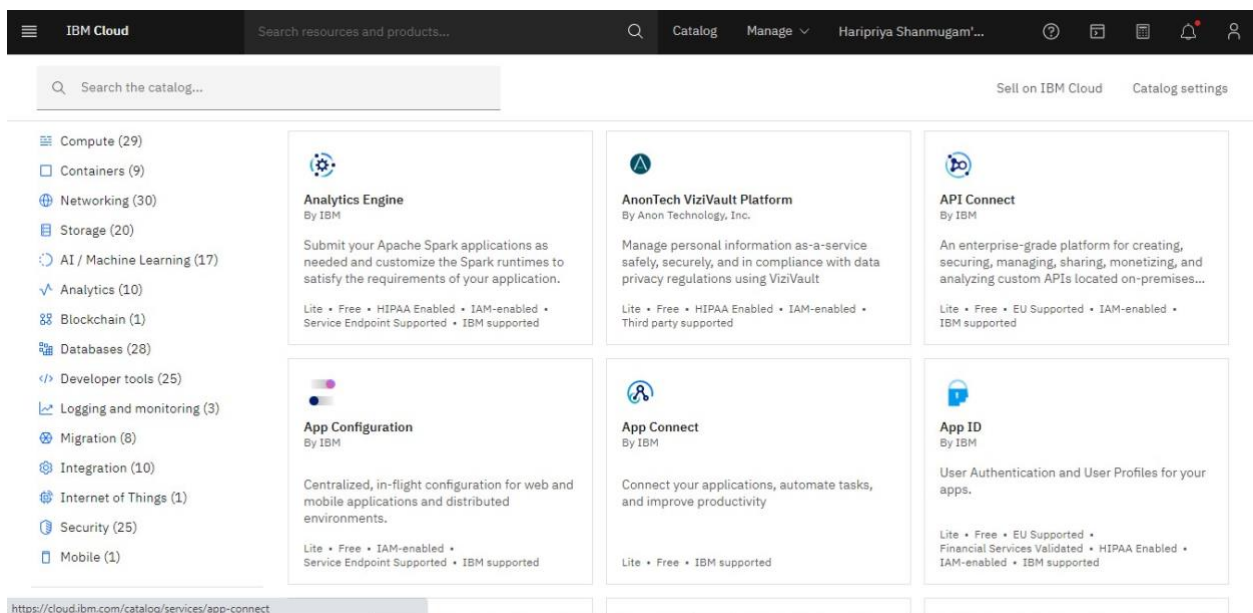 IBM Cloud
Search resources and products...
Catalog
Manage
Haripriya Shanmugam'...
Search the catalog...
Sell on IBM Cloud
Catalog settings
Compute (29)
Containers (9)
Networking (30)
Storage (20)
AI / Machine Learning (17)
Analytics (10)
Blockchain (1)
Databases (28)
Developer tools (25)
Logging and monitoring (3)
Migration (8)
Integration (10)
Internet of Things (1)
Security (25)
Mobile (1)
Analytics Engine
By IBM
Submit your Apache Spark applications as
needed and customize the Spark runtimes to
satisfy the requirements of your application.
Lite • Free • HIPAA Enabled • IAM-enabled •
Service Endpoint Supported • IBM supported
AnonTech ViziVault Platform
By Anon Technology, Inc.
Manage personal information as-a-service
safely, securely, and in compliance with data
privacy regulations using ViziVault
Lite • Free • HIPAA Enabled • IAM-enabled •
Third party supported
API Connect
By IBM
An enterprise-grade platform for creating,
securing, managing, sharing, monetizing, and
analyzing custom APIs located on-premises...
Lite • Free • EU Supported • IAM-enabled •
IBM supported
App Configuration
By IBM
Centralized, in-flight configuration for web and
mobile applications and distributed
environments.
Lite • Free • IAM-enabled •
Service Endpoint Supported • IBM supported
App Connect
By IBM
Connect your applications, automate tasks,
and improve productivity
Lite • Free • IBM supported
App ID
By IBM
User Authentication and User Profiles for your
apps.
Lite • Free • EU Supported •
Financial Services Validated • HIPAA Enabled •
IAM-enabled • IBM supported
https://cloud.ibm.com/catalog/services/app-connect